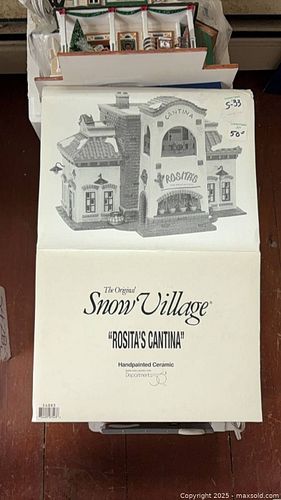 S-33
50-
CANTINA
ROSITA'S
The Original
Snow Village®
"ROSITA'S CANTINA"
Handpainted Ceramic
Department 56
Copyright © 2025 - maxsold.com